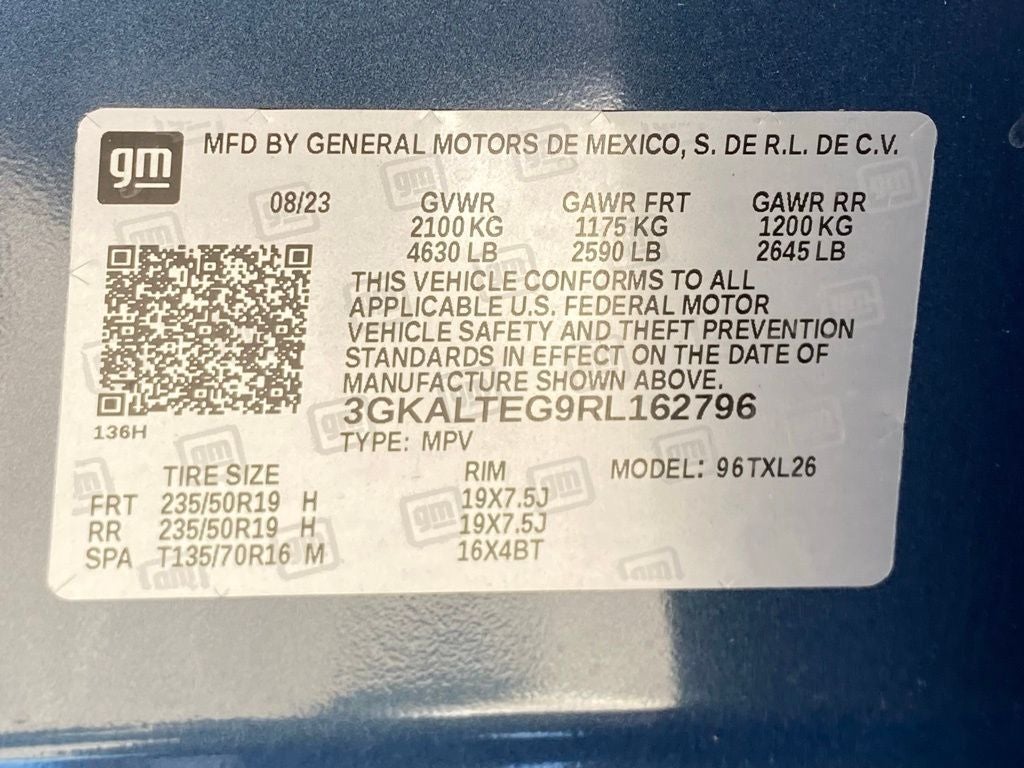 gm MFD BY GENERAL MOTORS DE MEXICO, S. DE R.L. DE C.V.
08/23 GVWR GAWR FRT GAWR RR
2100 KG 1175 KG 1200 KG
4630 LB 2590 LB 2645 LB
THIS VEHICLE CONFORMS TO ALL
APPLICABLE U.S. FEDERAL MOTOR
VEHICLE SAFETY AND THEFT PREVENTION
STANDARDS IN EFFECT ON THE DATE OF
MANUFACTURE SHOWN ABOVE.
3GKALTEG9RL162796
136H
TYPE: MPV
TIRE SIZE RIM MODEL: 96TXL26
FRT 235/50R19 H 19X7.5J
RR 235/50R19 H 19X7.5J
SPA T135/70R16 M 16X4BT